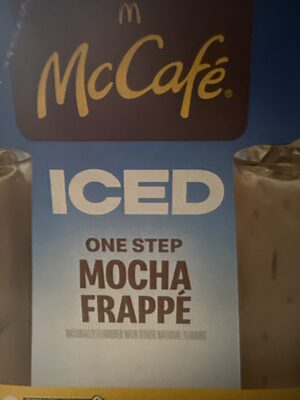 McCafé®
ICED
ONE STEP
MOCHA
FRAPPÉ
NATURALLY FLAVORED WITH OTHER NATURAL FLAVORS